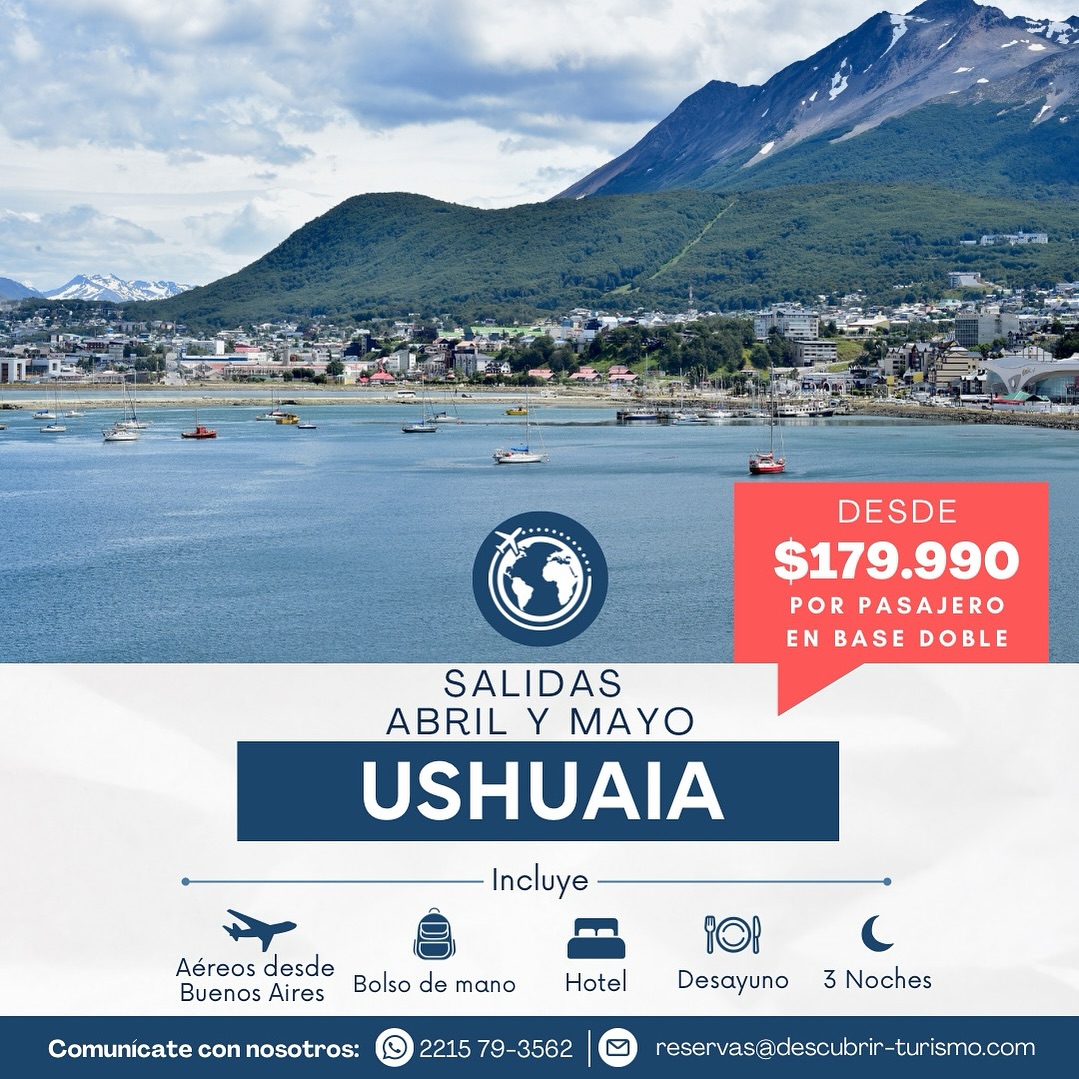 DESDE
$179.990
POR PASAJERO
EN BASE DOBLE
SALIDAS
ABRIL Y MAYO
USHUAIA
Incluye
Aéreos desde
Buenos Aires
Bolso de mano
Hotel
Desayuno
3 Noches
Comunícate con nosotros: 2215 79-3562 | reservas@descubrir-turismo.com